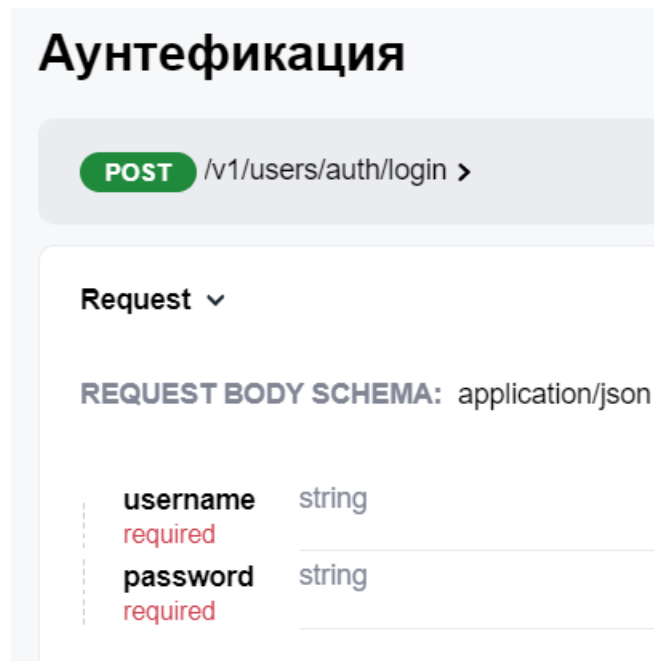 Аунтефикация
POST /v1/users/auth/login >
Request
REQUEST BODY SCHEMA: application/json
username string
required
password string
required